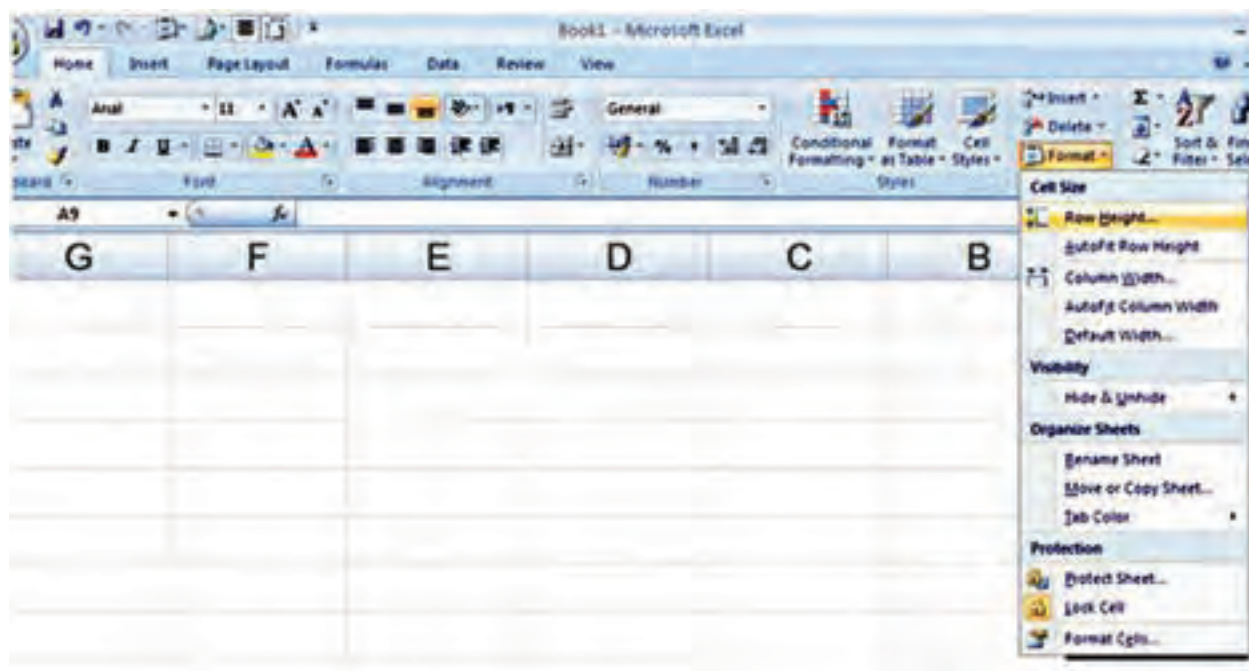 Book1 - Microsoft Excel
Home Insert Page Layout Formulas Data Review View
Arial 11 General Insert
Delete
Conditional Formatting Format as Table Cell Styles Format Sort & Filter
Font Alignment Number Styles
Cell Size
A9 fx
Row Height...
G F E D C B
AutoFit Row Height
Column Width...
AutoFit Column Width
Default Width...
Visibility
Hide & Unhide
Organize Sheets
Rename Sheet
Move or Copy Sheet...
Tab Color
Protection
Protect Sheet...
Lock Cell
Format Cells...